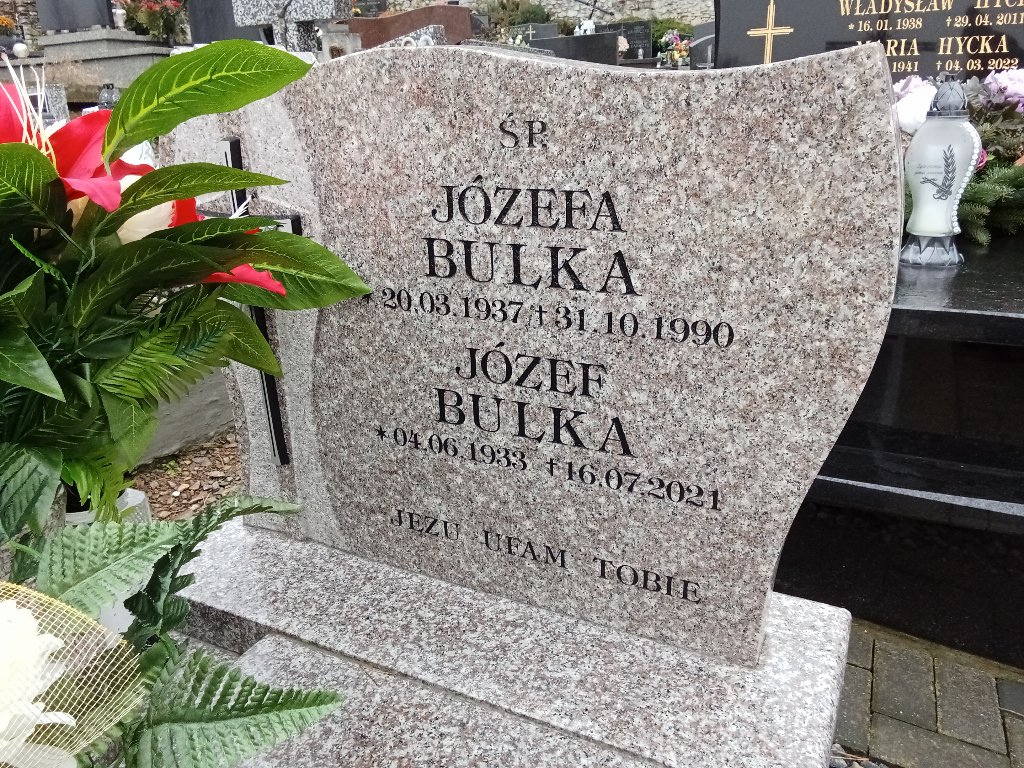 Ś.P.
JÓZEFA
BULKA
* 20.03.1937 † 31.10.1990
JÓZEF
BULKA
* 04.06.1933 † 16.07.2021
JEZU UFAM TOBIE
WŁADYSŁAW HYCK
* 16.01.1938 † 29.04.2011
MARIA HYCKA
1941 † 04.03.2022